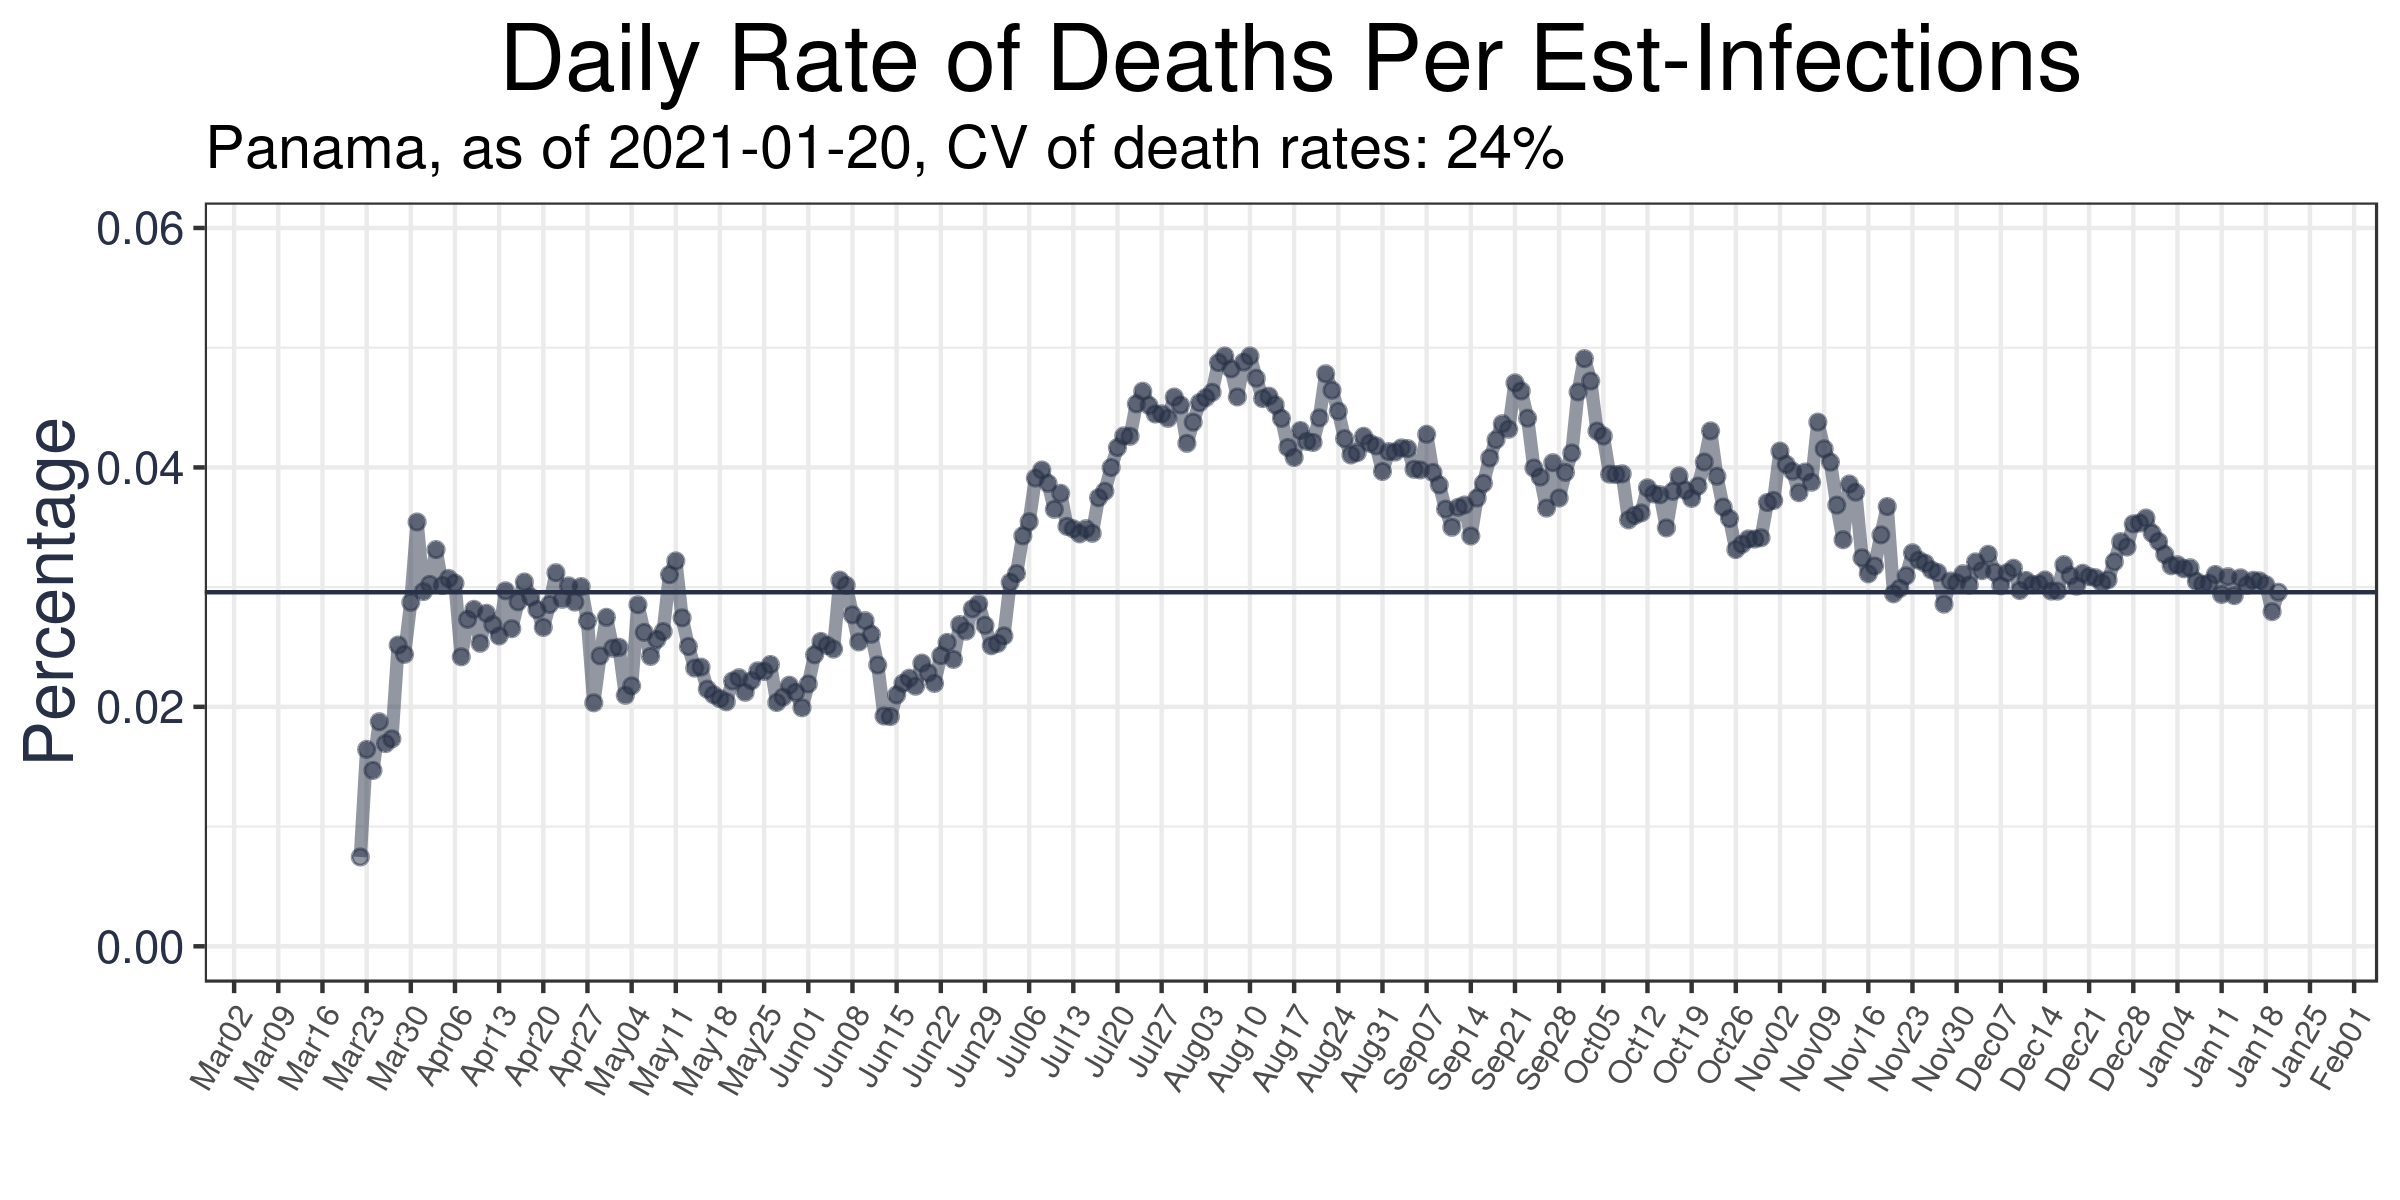 Daily Rate of Deaths Per Est-Infections
Panama, as of 2021-01-20, CV of death rates: 24%
Percentage
0.06
0.04
0.02
0.00
Mar02
Mar09
Mar16
Mar23
Mar30
Apr06
Apr13
Apr20
Apr27
May04
May11
May18
May25
Jun01
Jun08
Jun15
Jun22
Jun29
Jul06
Jul13
Jul20
Jul27
Aug03
Aug10
Aug17
Aug24
Aug31
Sep07
Sep14
Sep21
Sep28
Oct05
Oct12
Oct19
Oct26
Nov02
Nov09
Nov16
Nov23
Nov30
Dec07
Dec14
Dec21
Dec28
Jan04
Jan11
Jan18
Jan25
Feb01